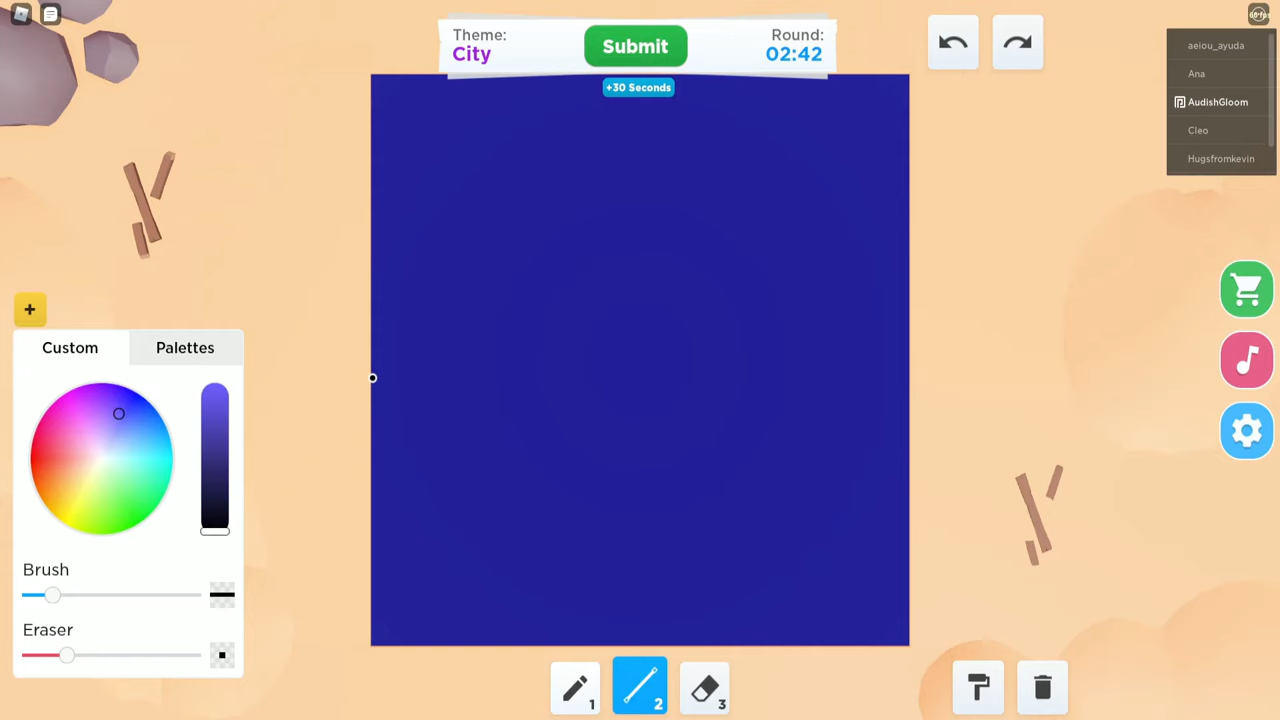 Theme:
City
Submit
Round:
02:42
+30 Seconds
aeiou_ayuda
Ana
AudishGloom
Cleo
Hugsfromkevin
+
Custom
Palettes
Brush
Eraser
1
2
3